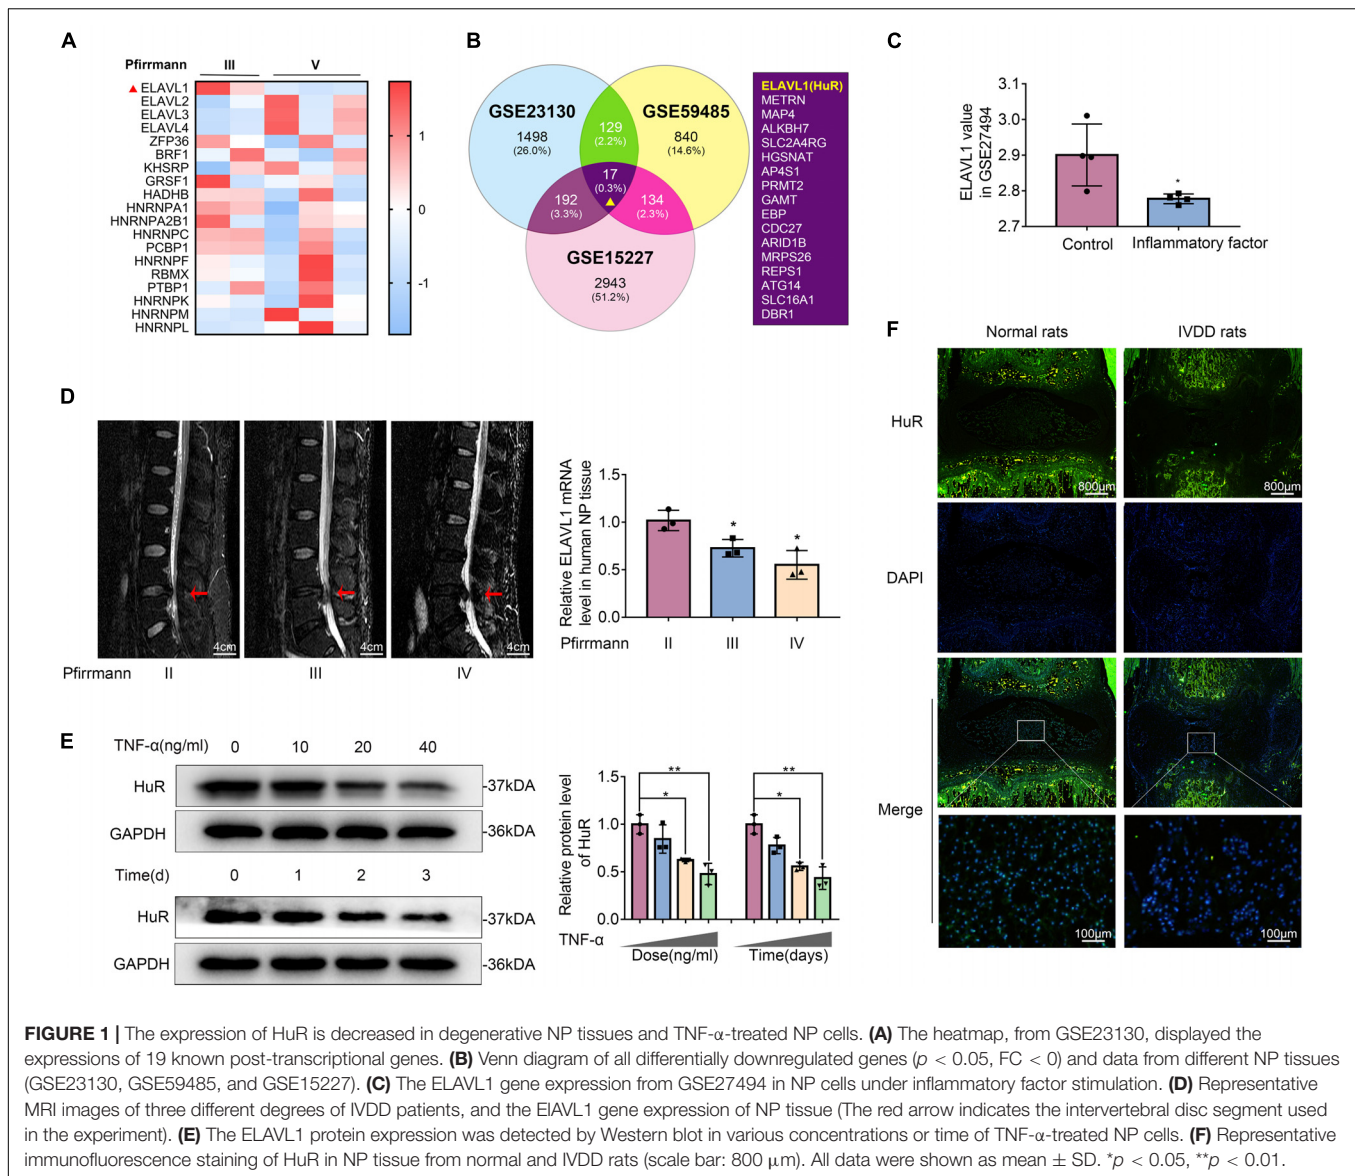 A
Pfirrmann III V
ELAVL1
ELAVL2
ELAVL3
ELAVL4
ZFP36
BRF1
KHSRP
GRSF1
HADHB
HNRNPA1
HNRNPA2B1
HNRNPC
PCBP1
HNRNPF
RBMX
PTBP1
HNRNPK
HNRNPM
HNRNPL
1
0
-1
B
GSE23130
1498
(26.0%)
129
(2.2%)
GSE59485
840
(14.6%)
17
(0.3%)
192
(3.3%)
134
(2.3%)
GSE15227
2943
(51.2%)
ELAVL1(HuR)
METRN
MAP4
ALKBH7
SLC2A4RG
HGSNAT
AP4S1
PRMT2
GAMT
EBP
CDC27
ARID1B
MRPS26
REPS1
ATG14
SLC16A1
DBR1
C
ELAVL1 value
in GSE27494
3.1
3.0
2.9
2.8
2.7
*
Control Inflammatory factor
D
4cm 4cm 4cm
Pfirrmann II III IV
Relative ELAVL1 mRNA
level in human NP tissue
1.5
1.0
0.5
0.0
* *
Pfirrmann II III IV
E
TNF-α(ng/ml) 0 10 20 40
HuR -37kDA
GAPDH -36kDA
Time(d) 0 1 2 3
HuR -37kDA
GAPDH -36kDA
Relative protein level
of HuR
1.5
1.0
0.5
0.0
** **
* *
TNF-α
Dose(ng/ml) Time(days)
F
Normal rats IVDD rats
HuR
800μm 800μm
DAPI
Merge
100μm 100μm
FIGURE 1 | The expression of HuR is decreased in degenerative NP tissues and TNF-α-treated NP cells. (A) The heatmap, from GSE23130, displayed the
expressions of 19 known post-transcriptional genes. (B) Venn diagram of all differentially downregulated genes (p < 0.05, FC < 0) and data from different NP tissues
(GSE23130, GSE59485, and GSE15227). (C) The ELAVL1 gene expression from GSE27494 in NP cells under inflammatory factor stimulation. (D) Representative
MRI images of three different degrees of IVDD patients, and the ElAVL1 gene expression of NP tissue (The red arrow indicates the intervertebral disc segment used
in the experiment). (E) The ELAVL1 protein expression was detected by Western blot in various concentrations or time of TNF-α-treated NP cells. (F) Representative
immunofluorescence staining of HuR in NP tissue from normal and IVDD rats (scale bar: 800 μm). All data were shown as mean ± SD. *p < 0.05, **p < 0.01.